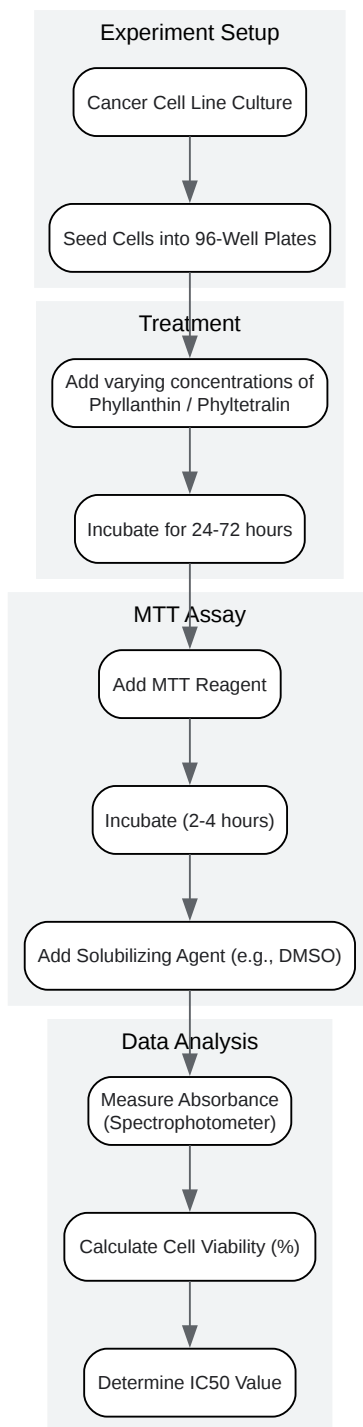 Experiment Setup
Cancer Cell Line Culture
Seed Cells into 96-Well Plates
Treatment
Add varying concentrations of
Phyllanthin / Phyltetralin
Incubate for 24-72 hours
MTT Assay
Add MTT Reagent
Incubate (2-4 hours)
Add Solubilizing Agent (e.g., DMSO)
Data Analysis
Measure Absorbance
(Spectrophotometer)
Calculate Cell Viability (%)
Determine IC50 Value